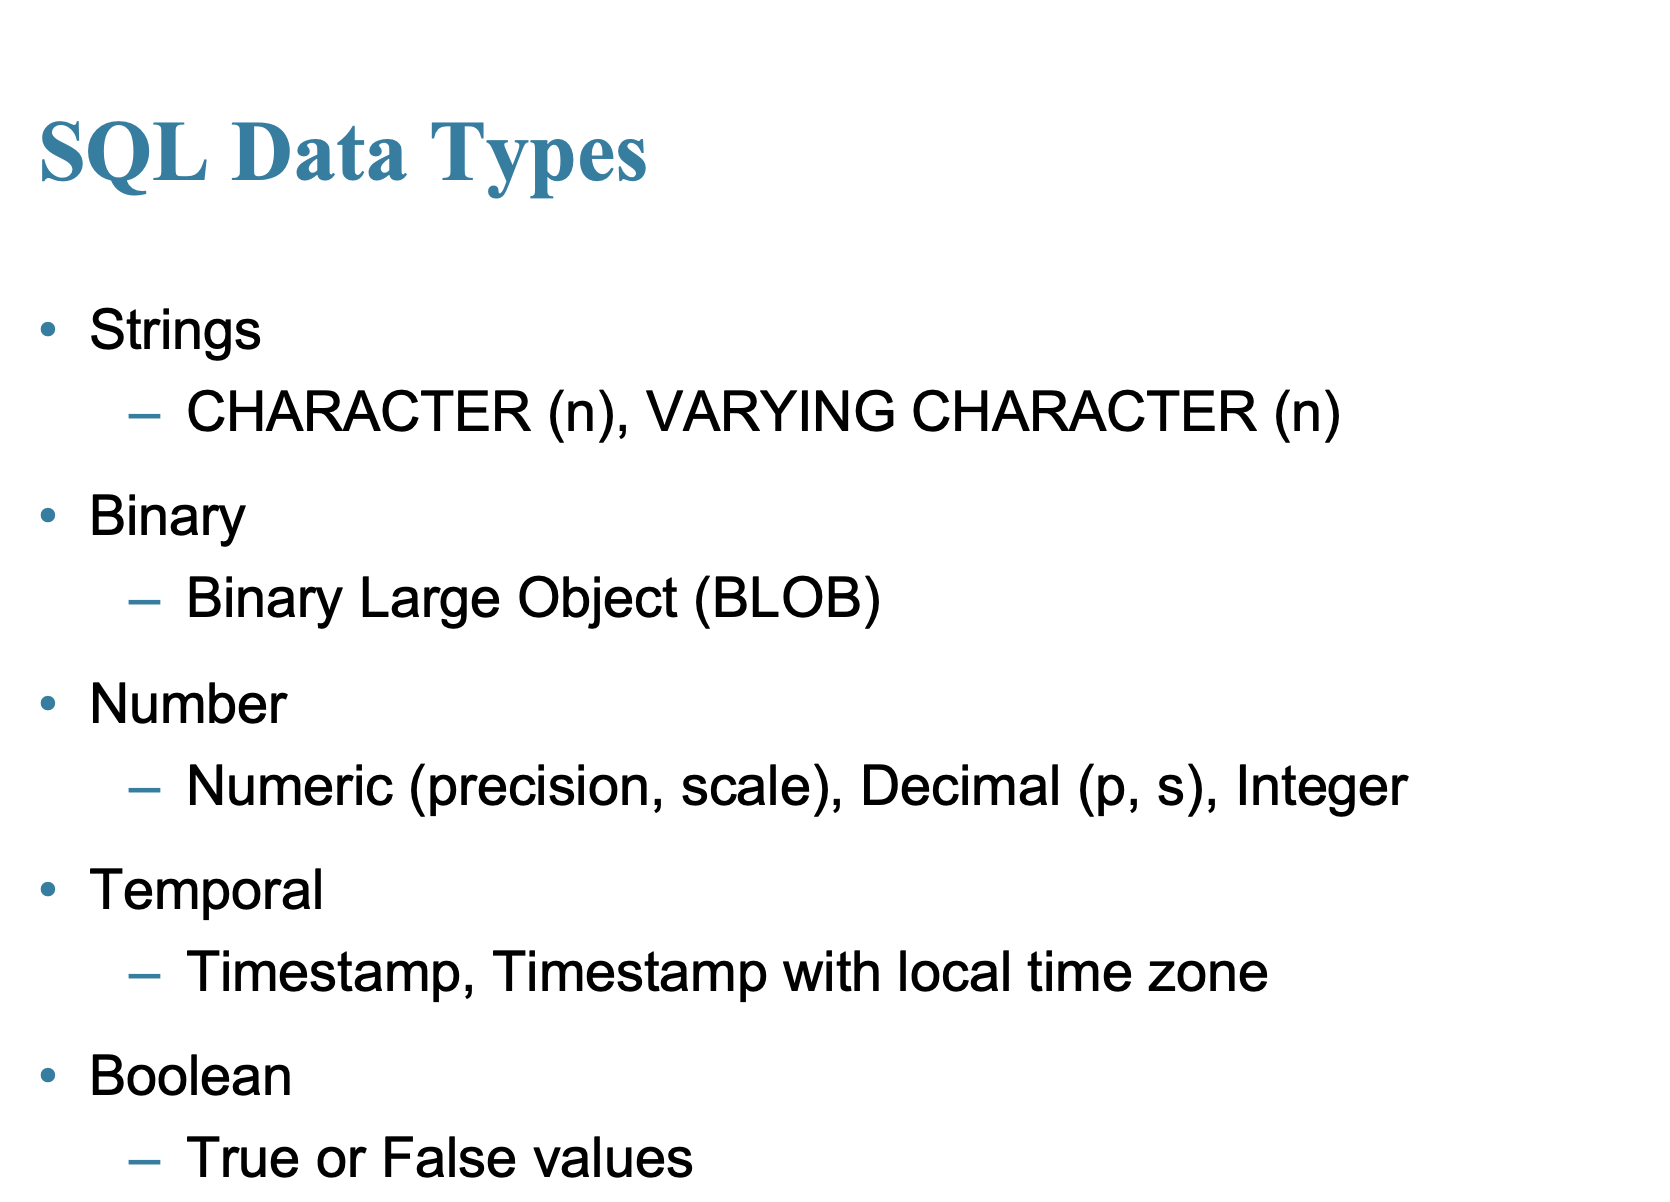 SQL Data Types
• Strings
– CHARACTER (n), VARYING CHARACTER (n)
• Binary
– Binary Large Object (BLOB)
• Number
– Numeric (precision, scale), Decimal (p, s), Integer
• Temporal
– Timestamp, Timestamp with local time zone
• Boolean
– True or False values